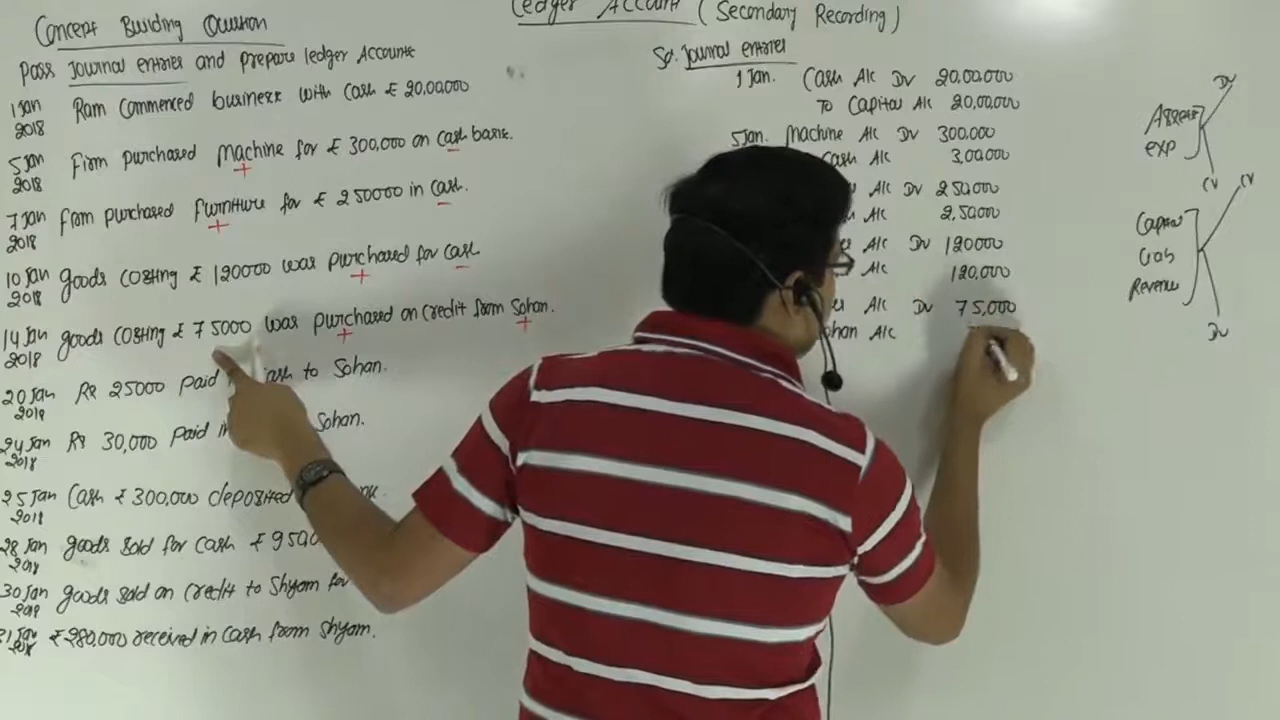 Concept Building Question
Pass Journal entries and prepare ledger Accounts
1 Jan 2018 Ram Commenced business with Cash ₹ 20,00,000
5 Jan 2018 Firm purchased Machine for ₹ 300,000 on cash basis.
7 Jan 2018 firm purchased furniture for ₹ 250000 in cash.
10 Jan 2018 goods costing ₹ 120000 was purchased for cash
14 Jan 2018 goods costing ₹ 75000 was purchased on credit from Sohan.
20 Jan 2018 Rs 25000 paid to Sohan.
24 Jan 2018 Rs 30,000 paid Sohan.
25 Jan 2018 Cash ₹ 300,000 deposited
28 Jan 2018 goods sold for cash ₹
30 Jan 2018 goods sold on credit to Shyam for
31 Jan ₹ 280,000 received in cash from Shyam.
Ledger Account (Secondary Recording)
Journal entries
1 Jan. Cash A/c Dr 20,00,000
To Capital A/c 20,00,000
5 Jan. Machine A/c Dr 300,000
Cash A/c 3,00,000
A/c Dr 250000
A/c 2,50,000
A/c Dr 120000
A/c 120,000
A/c Dr 75,000
A/c
Dr
Assets
exp
Cr
Cr
Capital
Revenue
Dr